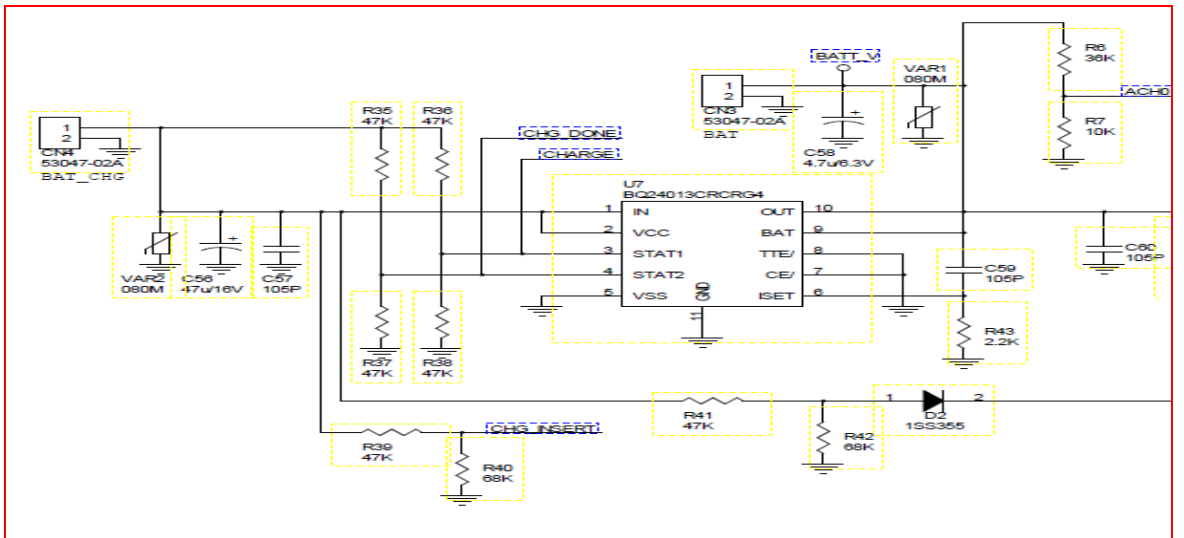 R6
36K
BATT_V
VAR1
080M
ACH0
1
2
CN3
53047-02A
BAT
R35
47K
R36
47K
R7
10K
1
2
CN4
53047-02A
BAT_CHG
CHG_DONE
CHARGE
C58
4.7u/6.3V
U7
BQ24013CRCRG4
1 IN OUT 10
2 VCC BAT 9
3 STAT1 TTE/ 8
4 STAT2 CE/ 7
5 VSS GND ISET 6
11
VAR2
080M
C56
47u/16V
C57
105P
C60
105P
C59
105P
R43
2.2K
R37
47K
R38
47K
R41
47K
1 2
D2
1SS355
R42
68K
CHG_INSERT
R39
47K
R40
68K
+
+